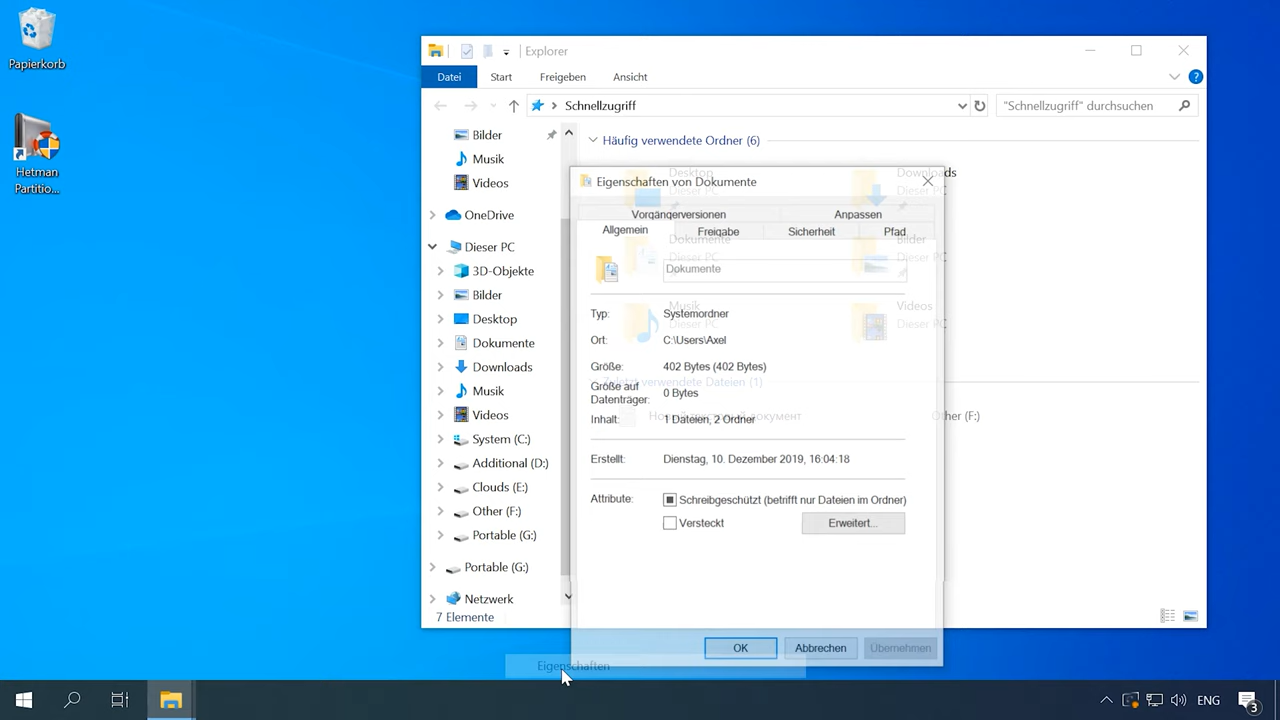 Papierkorb
Hetman
Partitio...
Explorer
Datei
Start
Freigeben
Ansicht
Schnellzugriff
"Schnellzugriff" durchsuchen
Bilder
Musik
Videos
OneDrive
Dieser PC
3D-Objekte
Bilder
Desktop
Dokumente
Downloads
Musik
Videos
System (C:)
Additional (D:)
Clouds (E:)
Other (F:)
Portable (G:)
Portable (G:)
Netzwerk
7 Elemente
Häufig verwendete Ordner (6)
Desktop
Dieser PC
Downloads
Dieser PC
Dokumente
Dieser PC
Bilder
Dieser PC
Musik
Dieser PC
Videos
Dieser PC
Zuletzt verwendete Dateien (1)
документ
Other (F:)
Eigenschaften von Dokumente
Vorgängerversionen
Anpassen
Allgemein
Freigabe
Sicherheit
Pfad
Dokumente
Typ: Systemordner
Ort: C:\Users\Axel
Größe: 402 Bytes (402 Bytes)
Größe auf
Datenträger: 0 Bytes
Inhalt: 1 Dateien, 2 Ordner
Erstellt: Dienstag, 10. Dezember 2019, 16:04:18
Attribute: Schreibgeschützt (betrifft nur Dateien im Ordner)
Versteckt
Erweitert...
OK
Abbrechen
Übernehmen
Eigenschaften
ENG
3